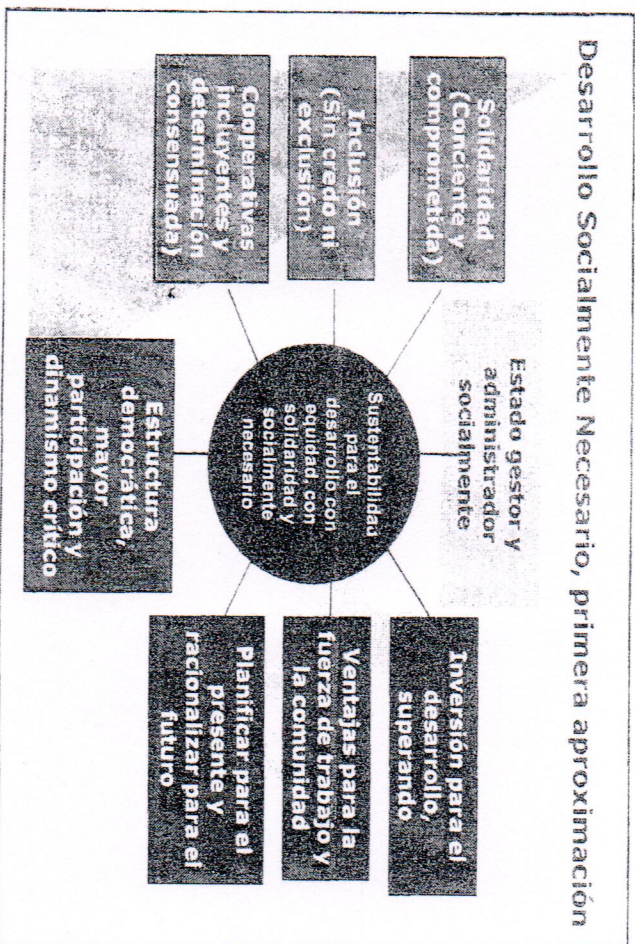 Desarrollo Socialmente Necesario, primera aproximación
Solidaridad
(Conciente y
comprometida)
Inclusión
(Sin credo ni
exclusión)
Cooperativas
incluyentes y
determinación
consensuada)
Estado gestor y
administrador
socialmente
Sustentabilidad
para el
desarrollo con
equidad, con
solidaridad y
socialmente
necesario
Estructura
democrática,
mayor
participación y
dinamismo crítico
Inversión para el
desarrollo,
superando
Ventajas para la
fuerza de trabajo y
la comunidad
Planificar para el
presente y
racionalizar para el
futuro